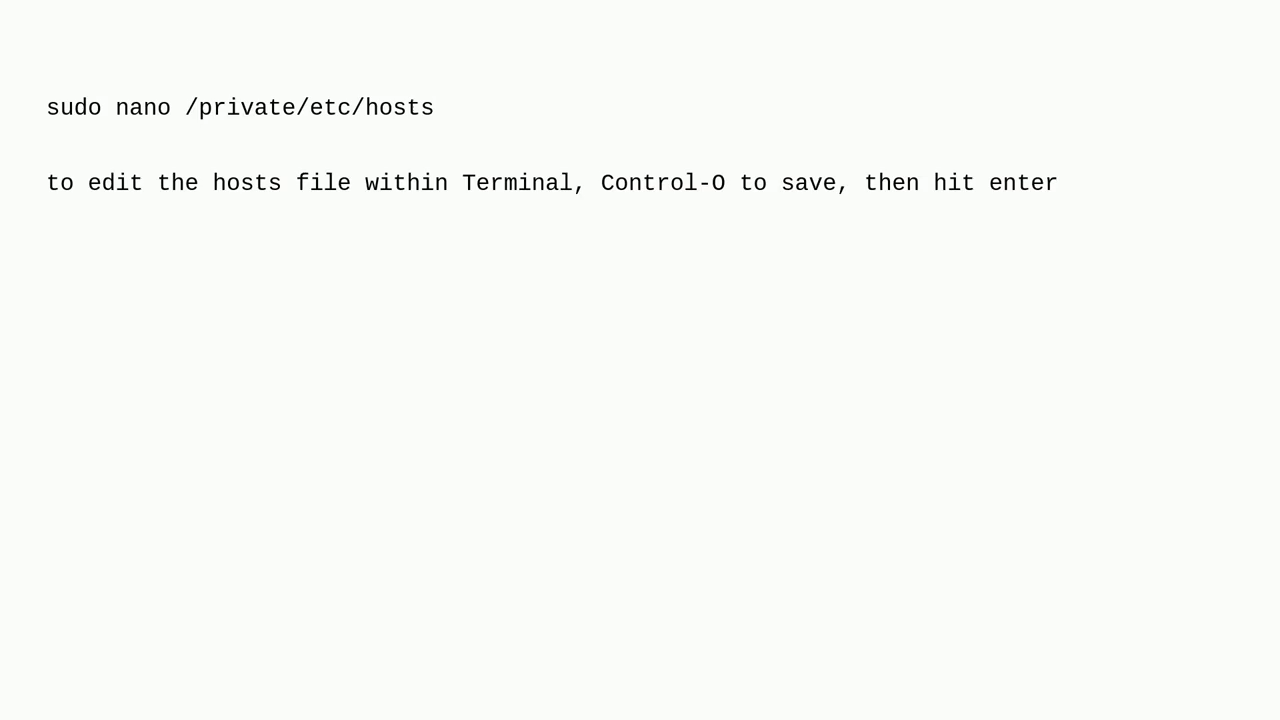 sudo nano /private/etc/hosts
to edit the hosts file within Terminal, Control-O to save, then hit enter